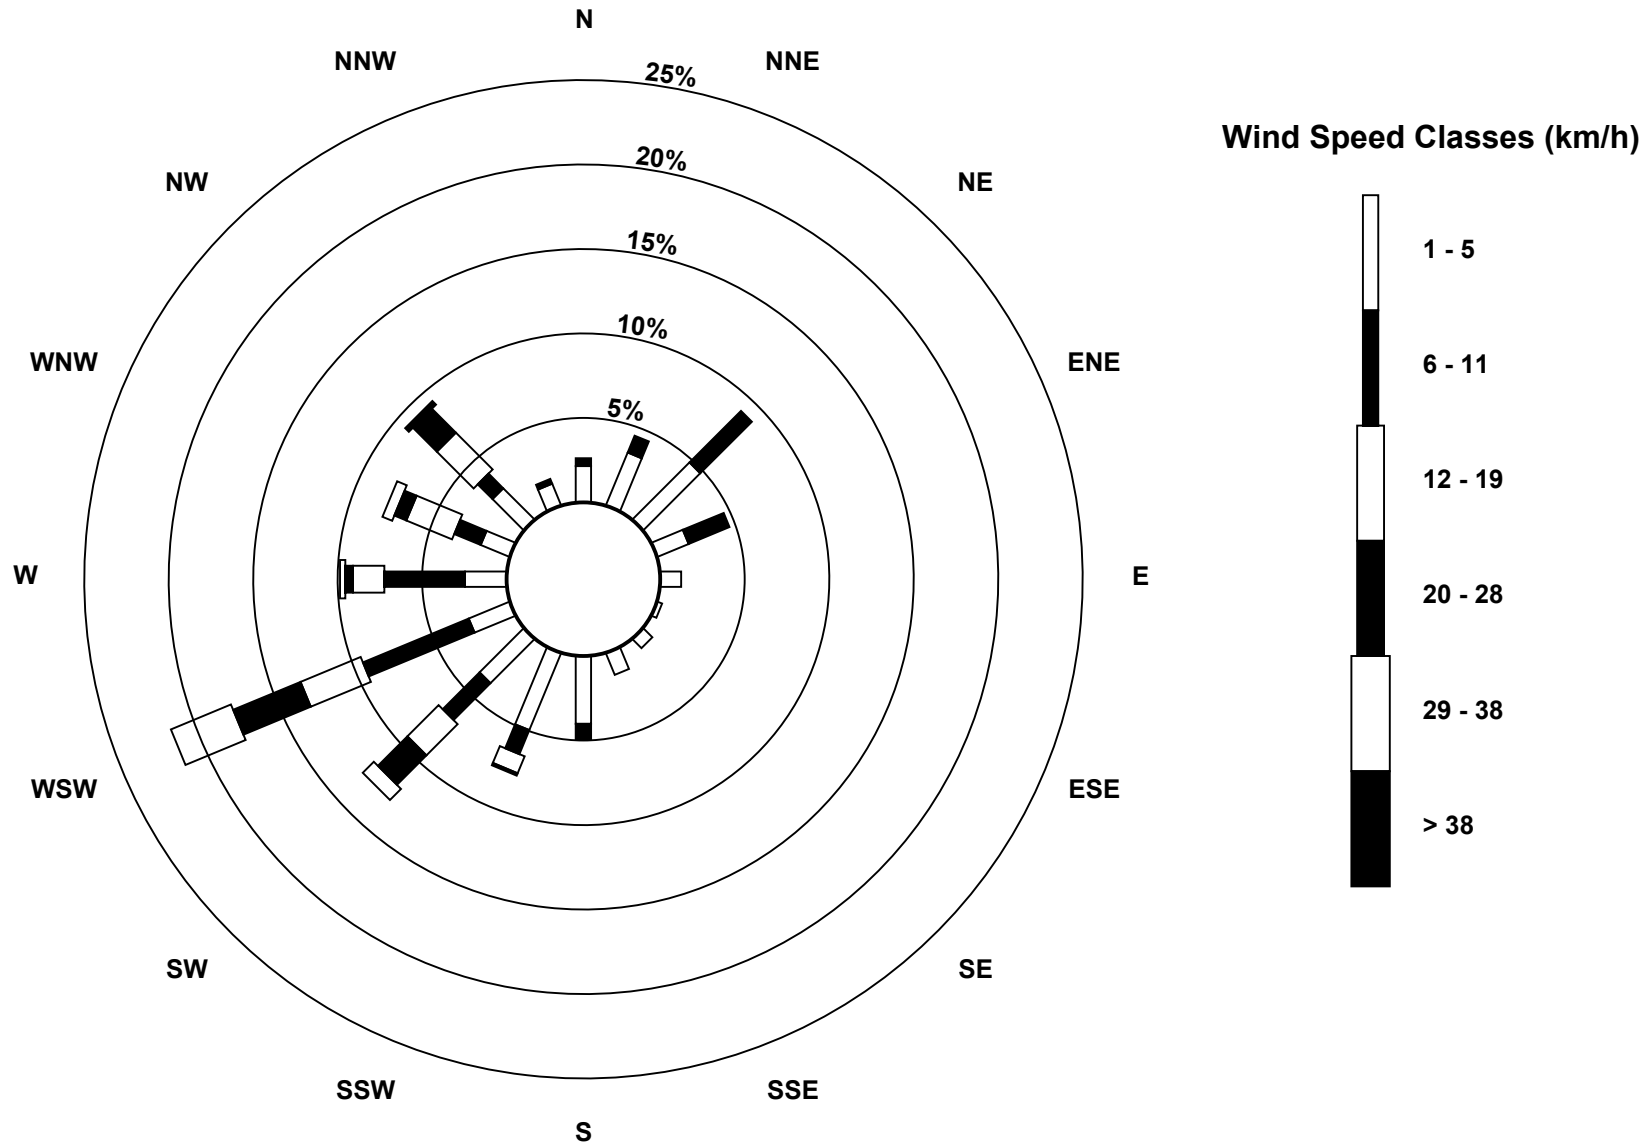 N
NNW
NNE
25%
Wind Speed Classes (km/h)
20%
NW
NE
15%
1 - 5
10%
WNW
ENE
6 - 11
5%
12 - 19
W
E
20 - 28
29 - 38
WSW
ESE
> 38
SW
SE
SSW
SSE
S